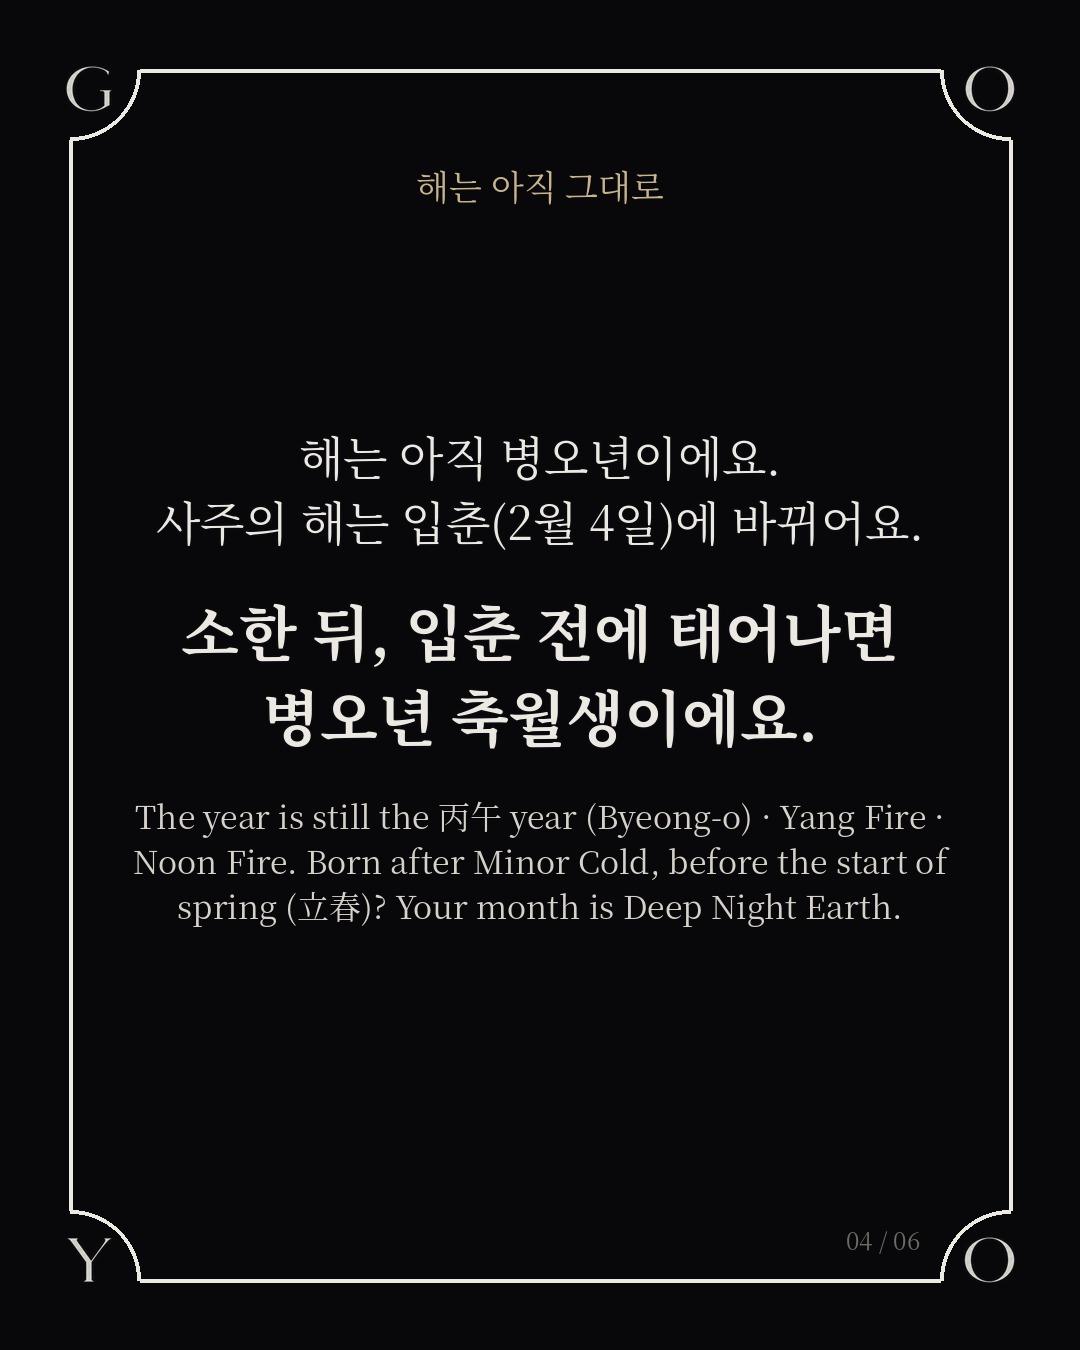 G O
해는 아직 그대로
해는 아직 병오년이에요.
사주의 해는 입춘(2월 4일)에 바뀌어요.
소한 뒤, 입춘 전에 태어나면
병오년 축월생이에요.
The year is still the 丙午 year (Byeong-o) · Yang Fire ·
Noon Fire. Born after Minor Cold, before the start of
spring (立春)? Your month is Deep Night Earth.
04 / 06
Y O